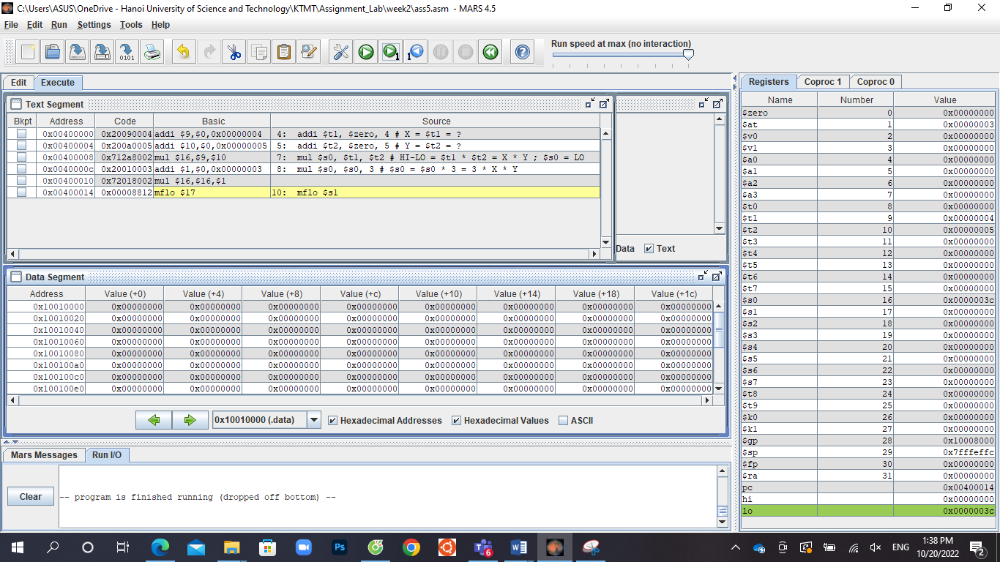 C:\Users\ASUS\OneDrive - Hanoi University of Science and Technology\KTMT\Assignment_Lab\week2\ass5.asm - MARS 4.5
File Edit Run Settings Tools Help
Run speed at max (no interaction)
Edit Execute
Text Segment
Bkpt Address Code Basic Source
0x00400000 0x20090004 addi $9,$0,0x00000004 4: addi $t1, $zero, 4 # X = $t1 = ?
0x00400004 0x200a0005 addi $10,$0,0x00000005 5: addi $t2, $zero, 5 # Y = $t2 = ?
0x00400008 0x712a8002 mul $16,$9,$10 7: mul $s0, $t1, $t2 # HI-LO = $t1 * $t2 = X * Y ; $s0 = LO
0x0040000c 0x20010003 addi $1,$0,0x00000003 8: mul $s0, $s0, 3 # $s0 = $s0 * 3 = 3 * X * Y
0x00400010 0x72018002 mul $16,$16,$1
0x00400014 0x00008812 mflo $17 10: mflo $s1
Data Text
Data Segment
Address Value (+0) Value (+4) Value (+8) Value (+c) Value (+10) Value (+14) Value (+18) Value (+1c)
0x10010000 0x00000000 0x00000000 0x00000000 0x00000000 0x00000000 0x00000000 0x00000000 0x00000000
0x10010020 0x00000000 0x00000000 0x00000000 0x00000000 0x00000000 0x00000000 0x00000000 0x00000000
0x10010040 0x00000000 0x00000000 0x00000000 0x00000000 0x00000000 0x00000000 0x00000000 0x00000000
0x10010060 0x00000000 0x00000000 0x00000000 0x00000000 0x00000000 0x00000000 0x00000000 0x00000000
0x10010080 0x00000000 0x00000000 0x00000000 0x00000000 0x00000000 0x00000000 0x00000000 0x00000000
0x100100a0 0x00000000 0x00000000 0x00000000 0x00000000 0x00000000 0x00000000 0x00000000 0x00000000
0x100100c0 0x00000000 0x00000000 0x00000000 0x00000000 0x00000000 0x00000000 0x00000000 0x00000000
0x100100e0 0x00000000 0x00000000 0x00000000 0x00000000 0x00000000 0x00000000 0x00000000 0x00000000
0x10010000 (.data) Hexadecimal Addresses Hexadecimal Values ASCII
Mars Messages Run I/O
Clear
-- program is finished running (dropped off bottom) --
Registers Coproc 1 Coproc 0
Name Number Value
$zero 0 0x00000000
$at 1 0x00000003
$v0 2 0x00000000
$v1 3 0x00000000
$a0 4 0x00000000
$a1 5 0x00000000
$a2 6 0x00000000
$a3 7 0x00000000
$t0 8 0x00000000
$t1 9 0x00000004
$t2 10 0x00000005
$t3 11 0x00000000
$t4 12 0x00000000
$t5 13 0x00000000
$t6 14 0x00000000
$t7 15 0x00000000
$s0 16 0x0000003c
$s1 17 0x00000000
$s2 18 0x00000000
$s3 19 0x00000000
$s4 20 0x00000000
$s5 21 0x00000000
$s6 22 0x00000000
$s7 23 0x00000000
$t8 24 0x00000000
$t9 25 0x00000000
$k0 26 0x00000000
$k1 27 0x00000000
$gp 28 0x10008000
$sp 29 0x7fffeffc
$fp 30 0x00000000
$ra 31 0x00000000
pc 0x00400014
hi 0x00000000
lo 0x0000003c
Ps 6 ENG 1:38 PM
10/20/2022 2